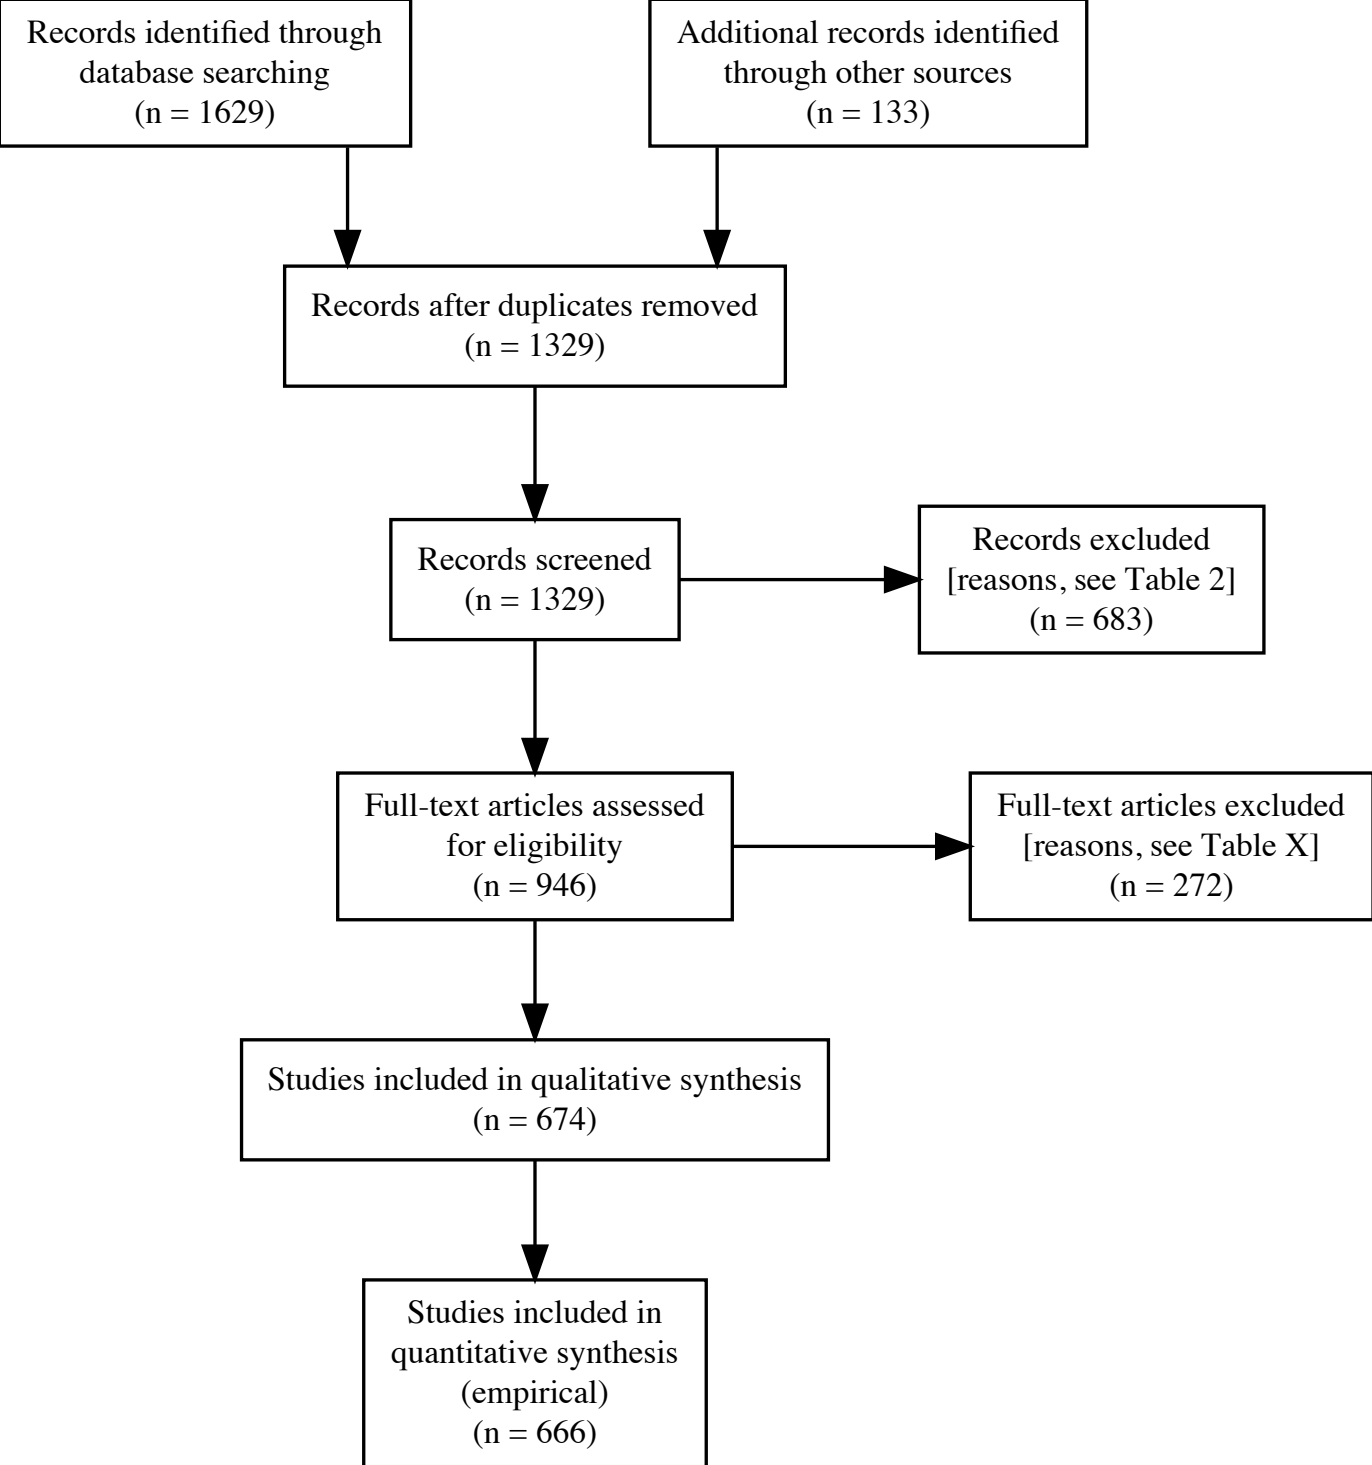 Records identified through
database searching
(n = 1629)
Additional records identified
through other sources
(n = 133)
Records after duplicates removed
(n = 1329)
Records screened
(n = 1329)
Records excluded
[reasons, see Table 2]
(n = 683)
Full-text articles assessed
for eligibility
(n = 946)
Full-text articles excluded
[reasons, see Table X]
(n = 272)
Studies included in qualitative synthesis
(n = 674)
Studies included in
quantitative synthesis
(empirical)
(n = 666)